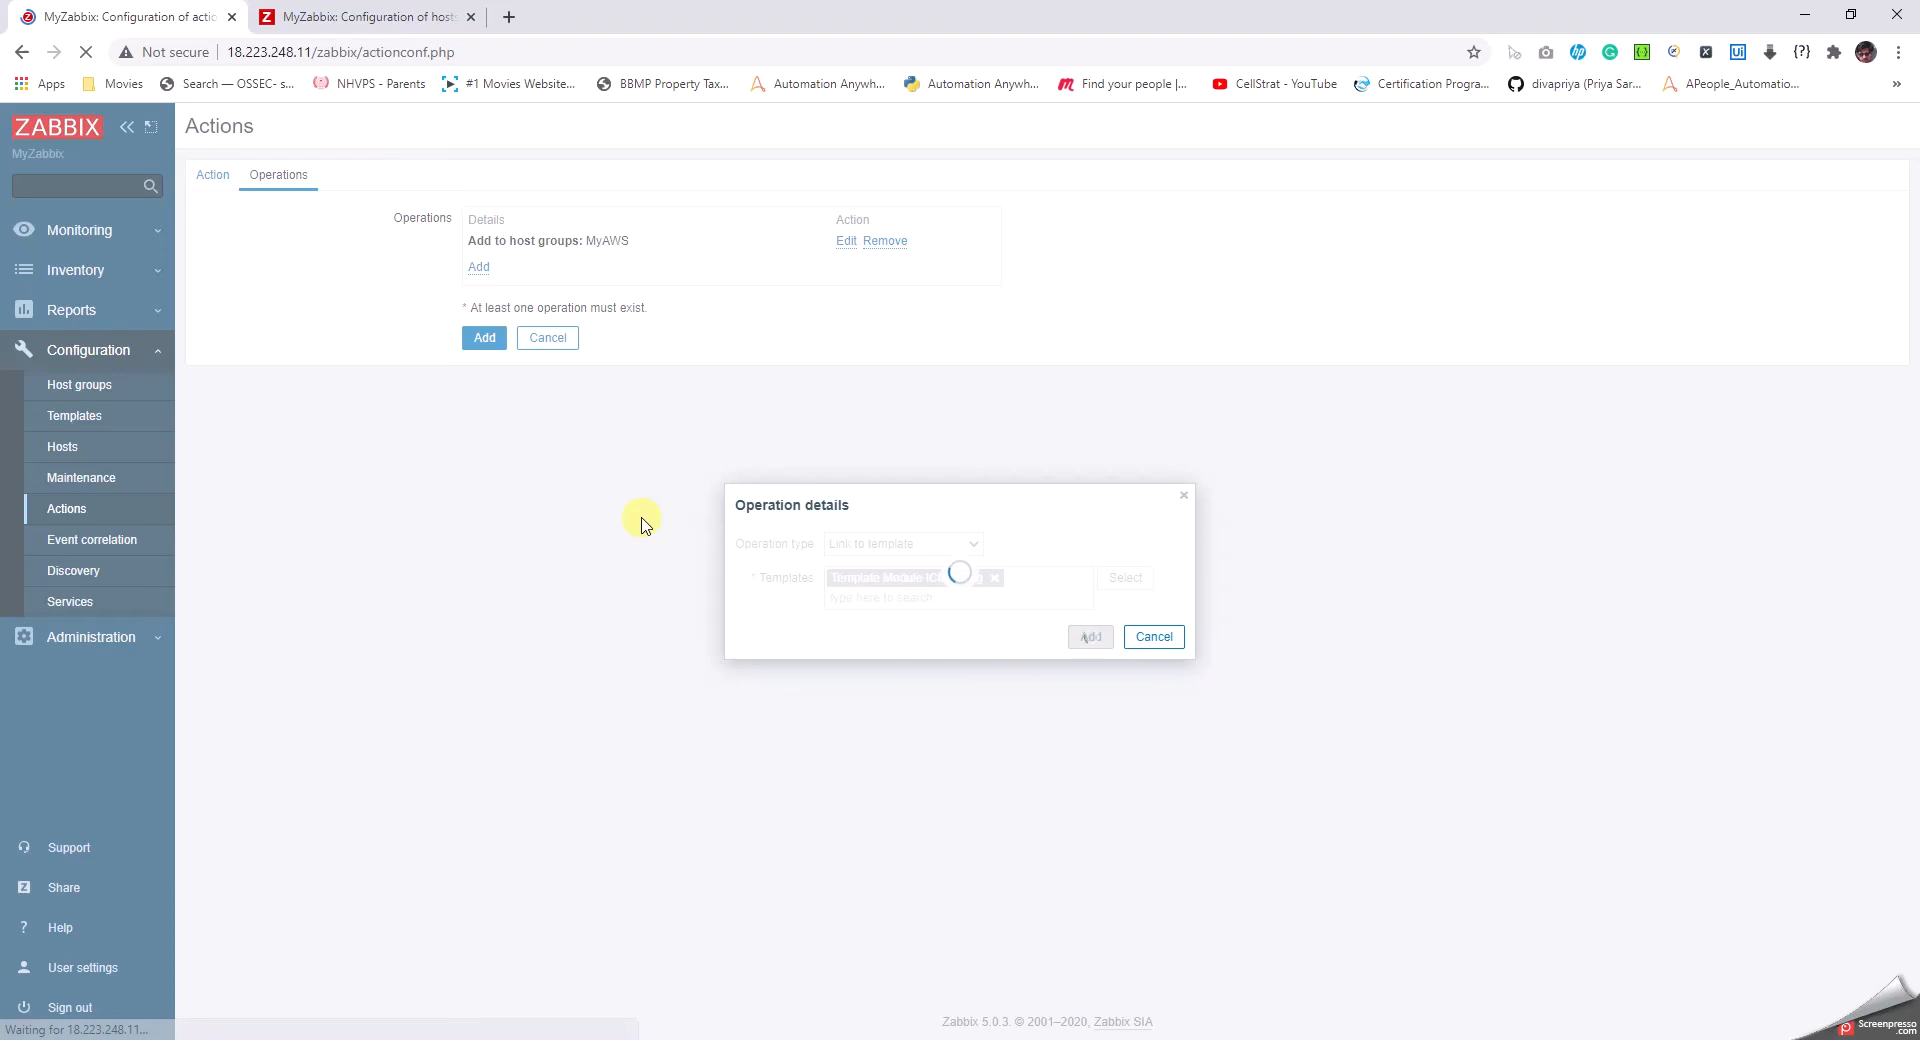 MyZabbix: Configuration of actio
MyZabbix: Configuration of hosts
Not secure
18.223.248.11/zabbix/actionconf.php
Apps
Movies
Search — OSSEC- s...
NHVPS - Parents
#1 Movies Website...
BBMP Property Tax...
Automation Anywh...
Automation Anywh...
Find your people |...
CellStrat - YouTube
Certification Progra...
divapriya (Priya Sar...
APeople_Automatio...
»
ZABBIX
MyZabbix
Monitoring
Inventory
Reports
Configuration
Host groups
Templates
Hosts
Maintenance
Actions
Event correlation
Discovery
Services
Administration
Support
Share
Help
User settings
Sign out
Waiting for 18.223.248.11...
Actions
Action Operations
Operations
Details Action
Add to host groups: MyAWS Edit Remove
Add
* At least one operation must exist.
Add Cancel
Operation details
Operation type Link to template
* Templates Template Module Select
type here to search
Add Cancel
Zabbix 5.0.3. © 2001–2020, Zabbix SIA
Screenpresso
.com